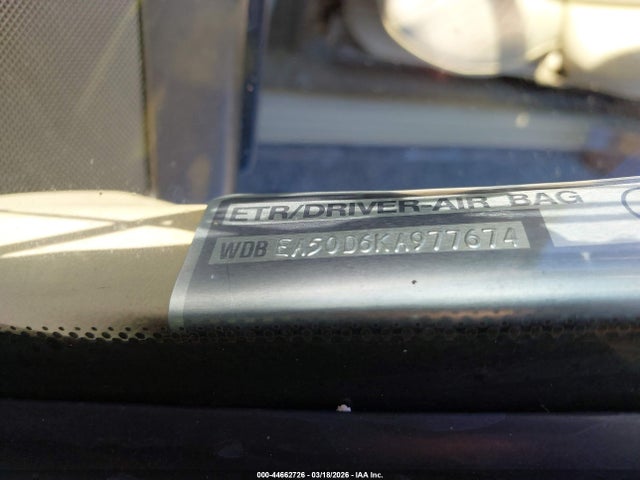 ETR/DRIVER-AIR BAG
WDB EA50D6KA977674
000-44662726 - 03/18/2026 - IAA Inc.